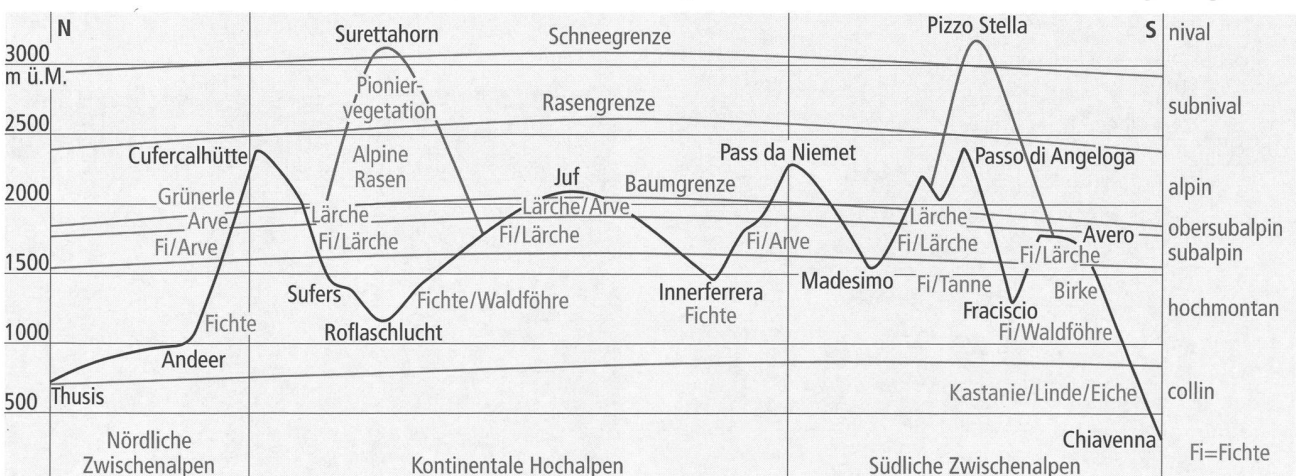 N
S
3000
m ü.M.
2500
2000
1500
1000
500
Surettahorn
Schneegrenze
Pizzo Stella
nival
Pionier-
vegetation
Rasengrenze
subnival
Cufercalhütte
Alpine
Rasen
Pass da Niemet
Passo di Angeloga
Grünerle
Arve
Fi/Arve
Juf
Baumgrenze
alpin
Lärche
Fi/Lärche
Lärche/Arve
Fi/Lärche
Fi/Arve
Lärche
Fi/Lärche
Avero
obersubalpin
subalpin
Fi/Lärche
Sufers
Fichte/Waldföhre
Innerferrera
Fichte
Madesimo
Fi/Tanne
Birke
hochmontan
Fichte
Roflaschlucht
Fraciscio
Fi/Waldföhre
Andeer
Thusis
Kastanie/Linde/Eiche
collin
Chiavenna
Nördliche
Zwischenalpen
Kontinentale Hochalpen
Südliche Zwischenalpen
Fi=Fichte